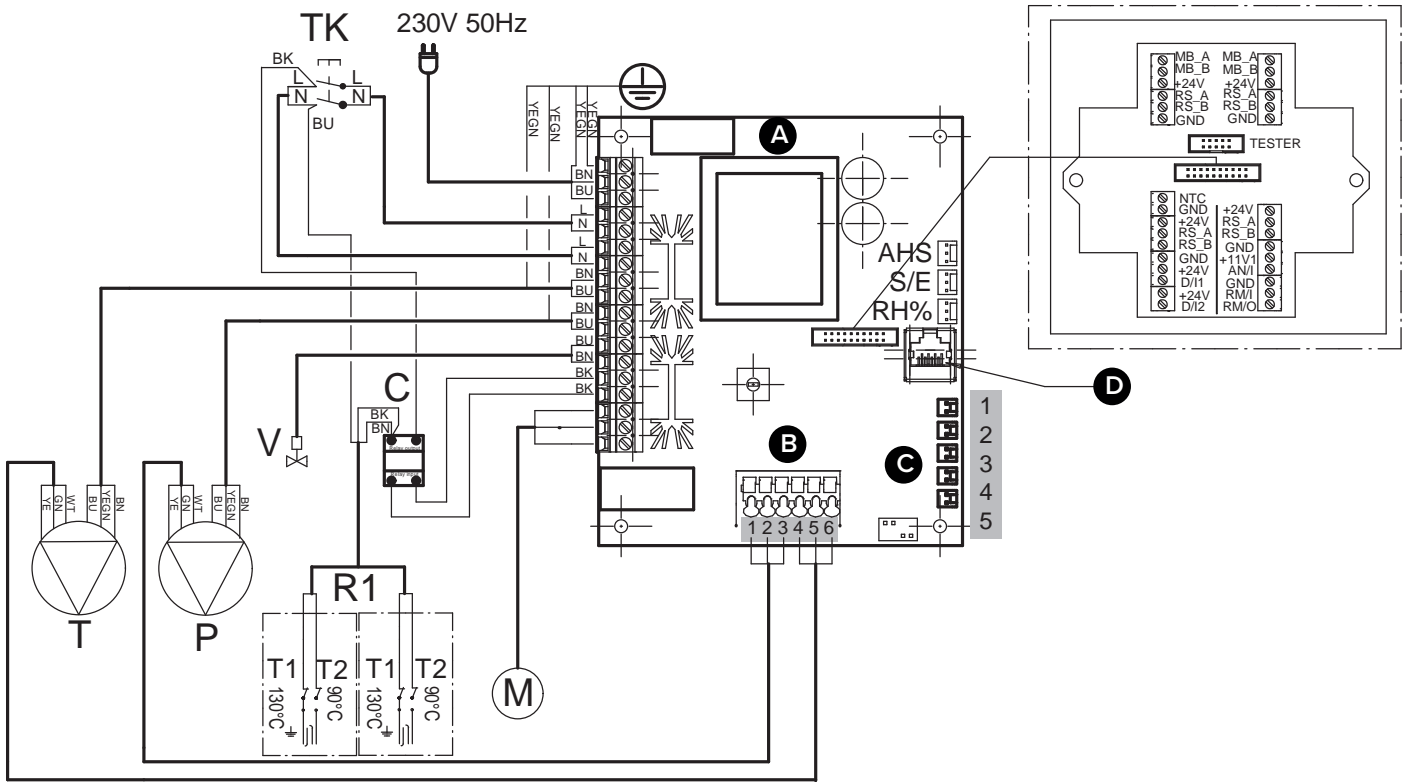 TK
230V 50Hz
BK
L L
N N
BU
YEGN
YEGN
YEGN
YEGN
A
BN
BU
L
N
L
N
BN
BU
BN
BU
BU
BN
BK
BK
AHS
S/E
RH%
D
MB_A MB_A
MB_B MB_B
+24V +24V
RS_A RS_A
RS_B RS_B
GND GND
TESTER
NTC
GND +24V
+24V RS_A
RS_A RS_B
RS_B GND
GND +11V1
+24V AN/I
D/I1 GND
+24V RM/I
D/I2 RM/O
C
BK
BN
Relay output
Relay input
V
B
1 2 3 4 5 6
C
1
2
3
4
5
YE
GN
WT
BU
YEGN
BN
YE
GN
WT
BU
YEGN
BN
T
P
R1
T1 T2
130°C
90°C
T1 T2
130°C
90°C
M